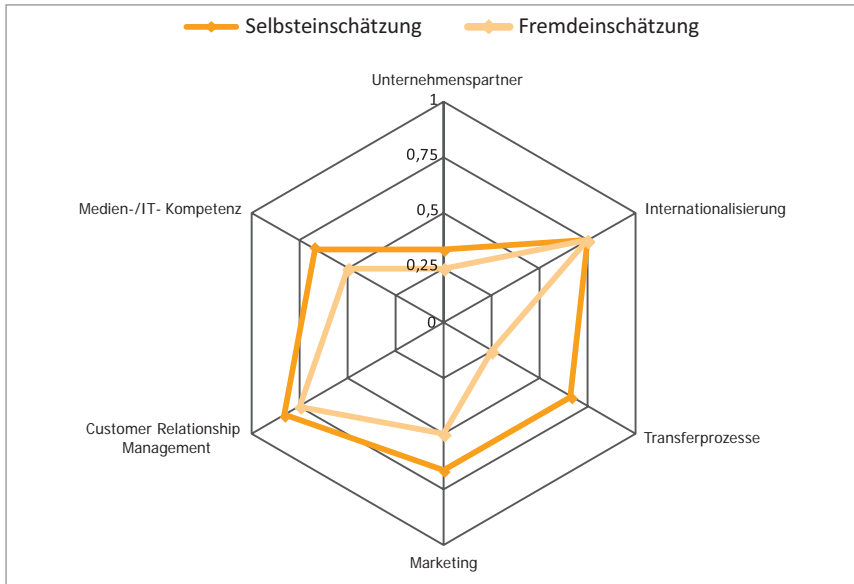 Selbsteinschätzung
Fremdeinschätzung
Unternehmenspartner
1
0,75
0,5
0,25
0
Medien-/IT- Kompetenz
Internationalisierung
Customer Relationship
Management
Transferprozesse
Marketing